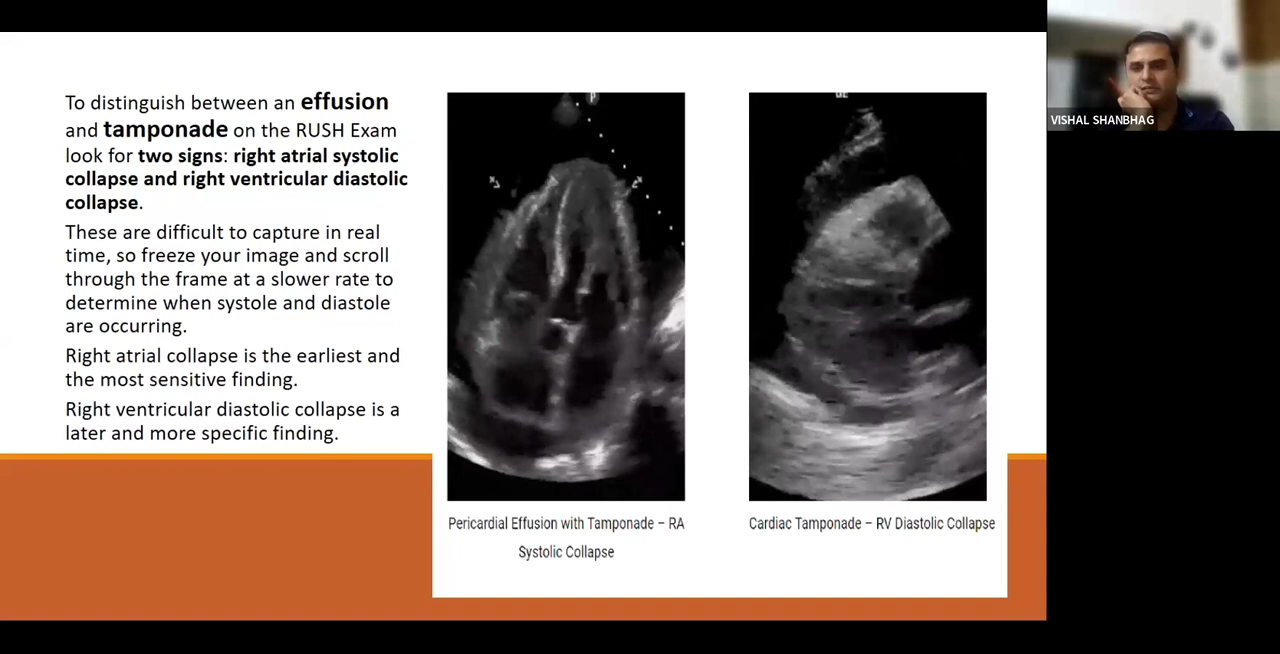 To distinguish between an effusion
and tamponade on the RUSH Exam
look for two signs: right atrial systolic
collapse and right ventricular diastolic
collapse.
These are difficult to capture in real
time, so freeze your image and scroll
through the frame at a slower rate to
determine when systole and diastole
are occurring.
Right atrial collapse is the earliest and
the most sensitive finding.
Right ventricular diastolic collapse is a
later and more specific finding.
Pericardial Effusion with Tamponade – RA
Systolic Collapse
Cardiac Tamponade – RV Diastolic Collapse
VISHAL SHANBHAG